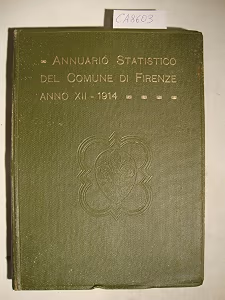 CA8603
ANNUARIO STATISTICO
DEL COMUNE DI FIRENZE
ANNO XII - 1914